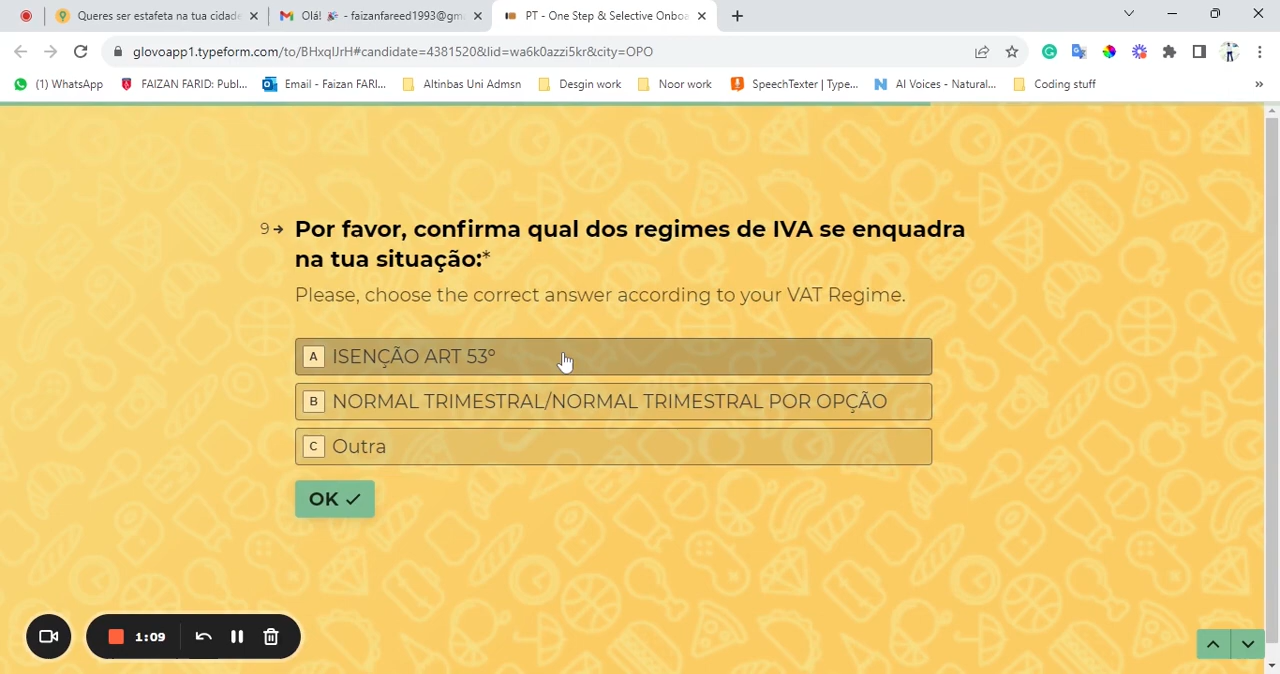 Queres ser estafeta na tua cidade
Olá! 🎉 - faizanfareed1993@gm
PT - One Step & Selective Onboa
glovoapp1.typeform.com/to/BHxqIJrH#candidate=4381520&lid=wa6k0azzi5kr&city=OPO
(1) WhatsApp
FAIZAN FARID: Publ...
Email - Faizan FARI...
Altinbas Uni Admsn
Desgin work
Noor work
SpeechTexter | Type...
AI Voices - Natural...
Coding stuff
»
9→ Por favor, confirma qual dos regimes de IVA se enquadra
na tua situação:*
Please, choose the correct answer according to your VAT Regime.
A ISENÇÃO ART 53º
B NORMAL TRIMESTRAL/NORMAL TRIMESTRAL POR OPÇÃO
C Outra
OK ✓
1:09